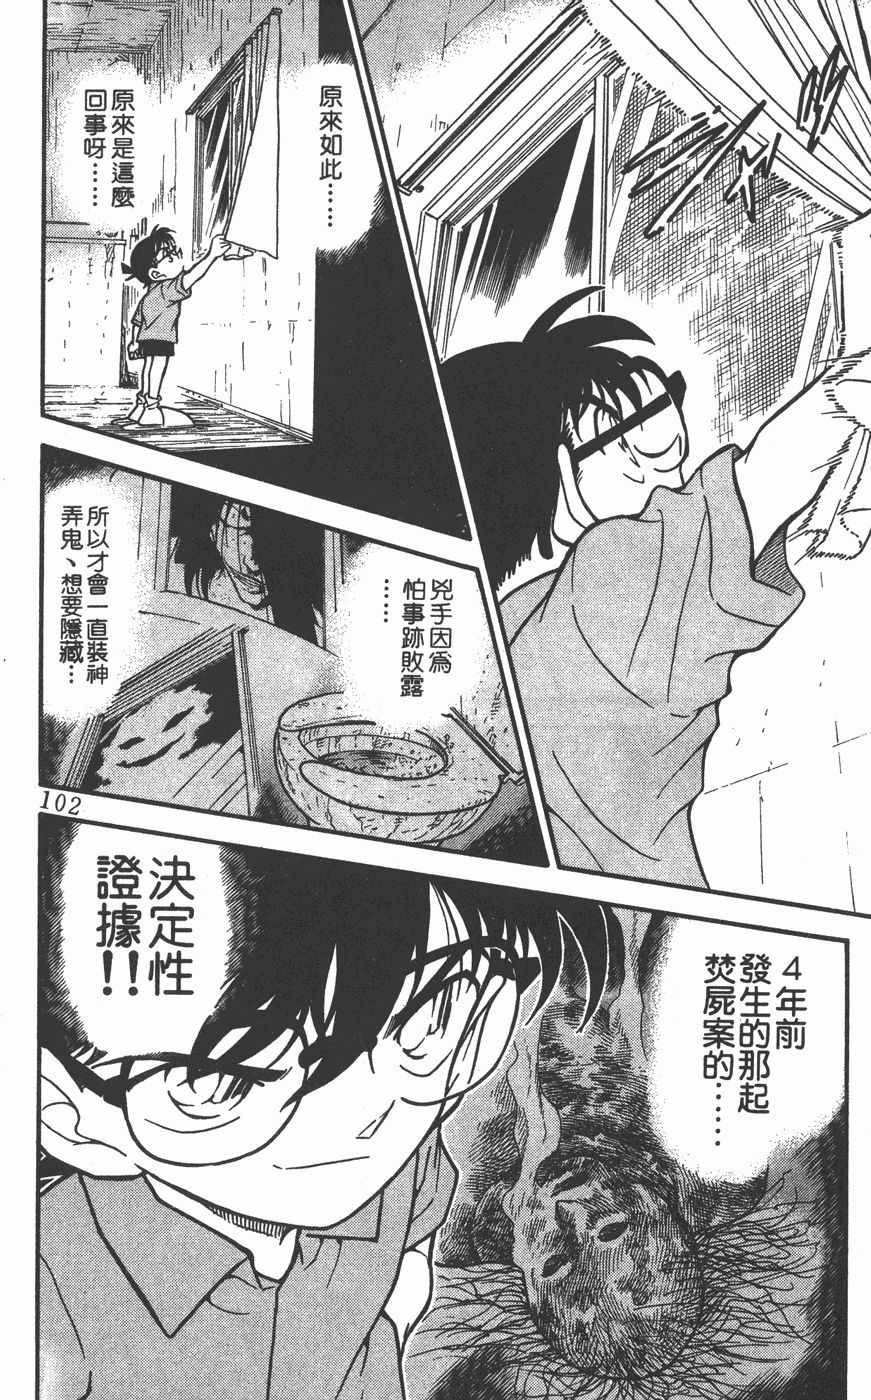 原來如此……
原來是這麼
回事呀……
兇手因為
怕事跡敗露
……
所以才會一直裝神
弄鬼、想要隱藏…
102
4年前
發生的那起
焚屍案的……
決定性
證據!!